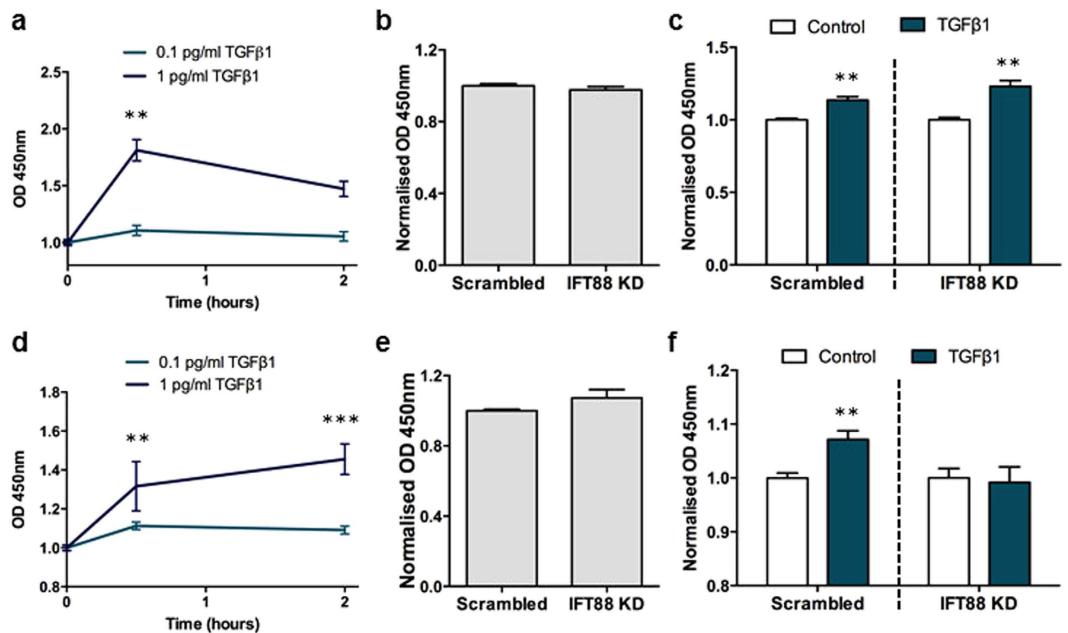 a
0.1 pg/ml TGFβ1
1 pg/ml TGFβ1
OD 450nm
2.5
2.0
1.5
1.0
**
0
1
2
Time (hours)
b
Normalised OD 450nm
1.2
0.8
0.4
0.0
Scrambled
IFT88 KD
c
Control
TGFβ1
Normalised OD 450nm
1.5
1.0
0.5
0.0
**
**
Scrambled
IFT88 KD
d
0.1 pg/ml TGFβ1
1 pg/ml TGFβ1
OD 450nm
1.8
1.6
1.4
1.2
1.0
0.8
**
***
0
1
2
Time (hours)
e
Normalised OD 450nm
1.2
0.8
0.4
0.0
Scrambled
IFT88 KD
f
Control
TGFβ1
Normalised OD 450nm
1.2
1.1
1.0
0.9
0.8
**
Scrambled
IFT88 KD